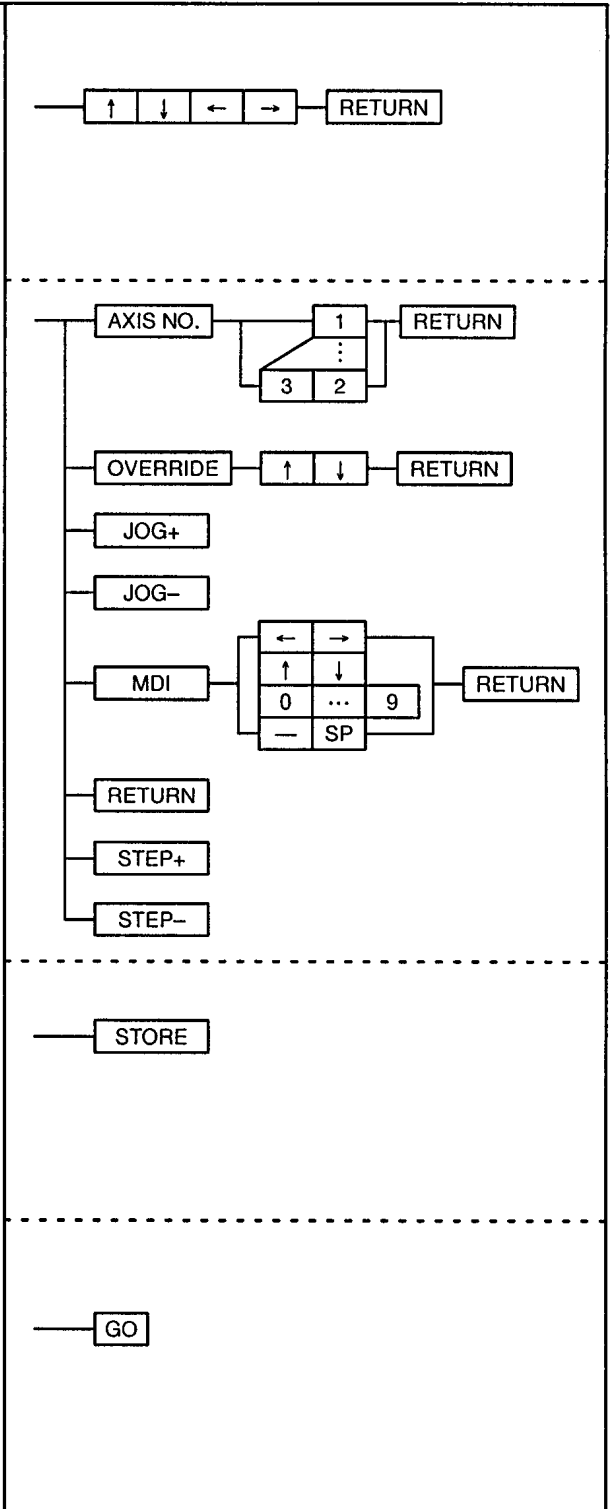 ↑ ↓ ← → RETURN
AXIS NO. 1 RETURN
⋮
3 2
OVERRIDE ↑ ↓ RETURN
JOG+
JOG–
← →
↑ ↓
MDI RETURN
0 ... 9
— SP
RETURN
STEP+
STEP–
STORE
GO